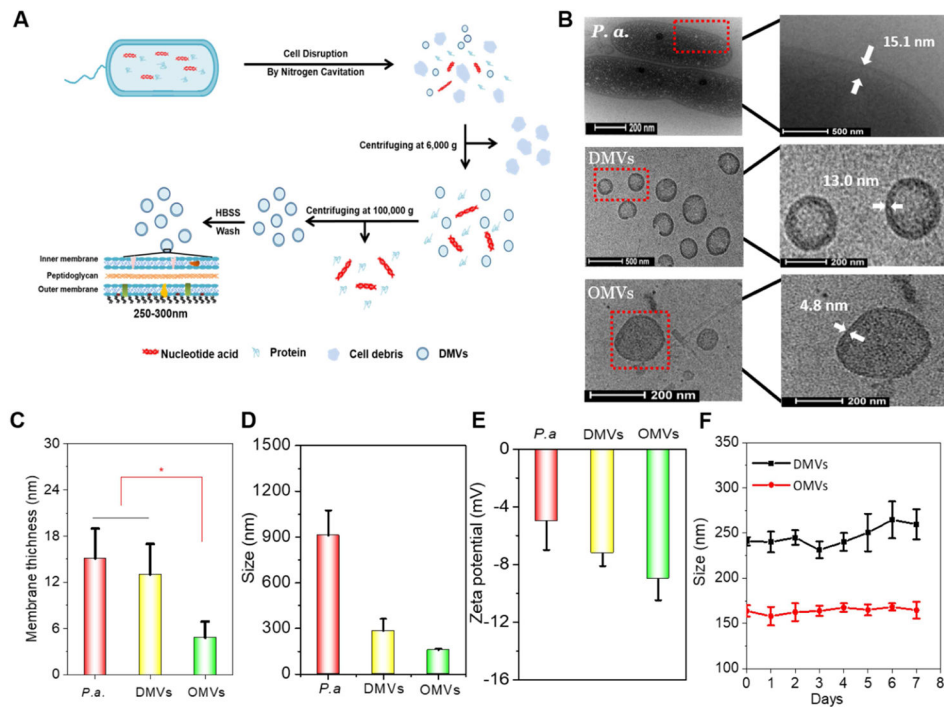 A
Cell Disruption
By Nitrogen Cavitation
Centrifuging at 6,000 g
HBSS
Wash
Centrifuging at 100,000 g
Inner membrane
Peptidoglycan
Outer membrane
250-300nm
Nucleotide acid
Protein
Cell debris
DMVs
B
P. a.
200 nm
15.1 nm
500 nm
DMVs
500 nm
13.0 nm
200 nm
OMVs
200 nm
4.8 nm
200 nm
C
Membrane thichness (nm)
30
24
18
12
6
0
*
P.a.
DMVs
OMVs
D
Size (nm)
1500
1200
900
600
300
0
P.a
DMVs
OMVs
E
P.a
DMVs
OMVs
Zeta potential (mV)
0
-4
-8
-12
-16
F
Size (nm)
350
300
250
200
150
100
DMVs
OMVs
0 1 2 3 4 5 6 7 8
Days